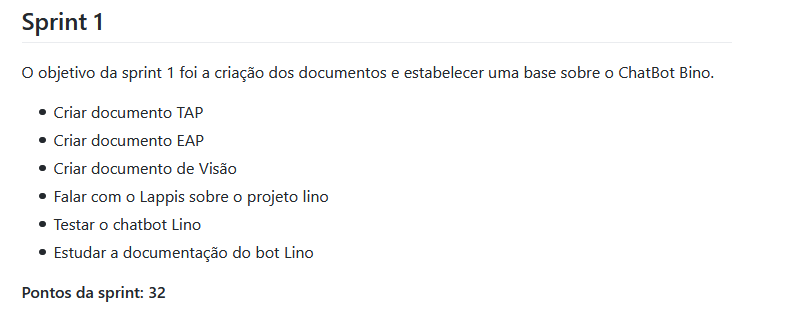 Sprint 1
O objetivo da sprint 1 foi a criação dos documentos e estabelecer uma base sobre o ChatBot Bino.
• Criar documento TAP
• Criar documento EAP
• Criar documento de Visão
• Falar com o Lappis sobre o projeto lino
• Testar o chatbot Lino
• Estudar a documentação do bot Lino
Pontos da sprint: 32